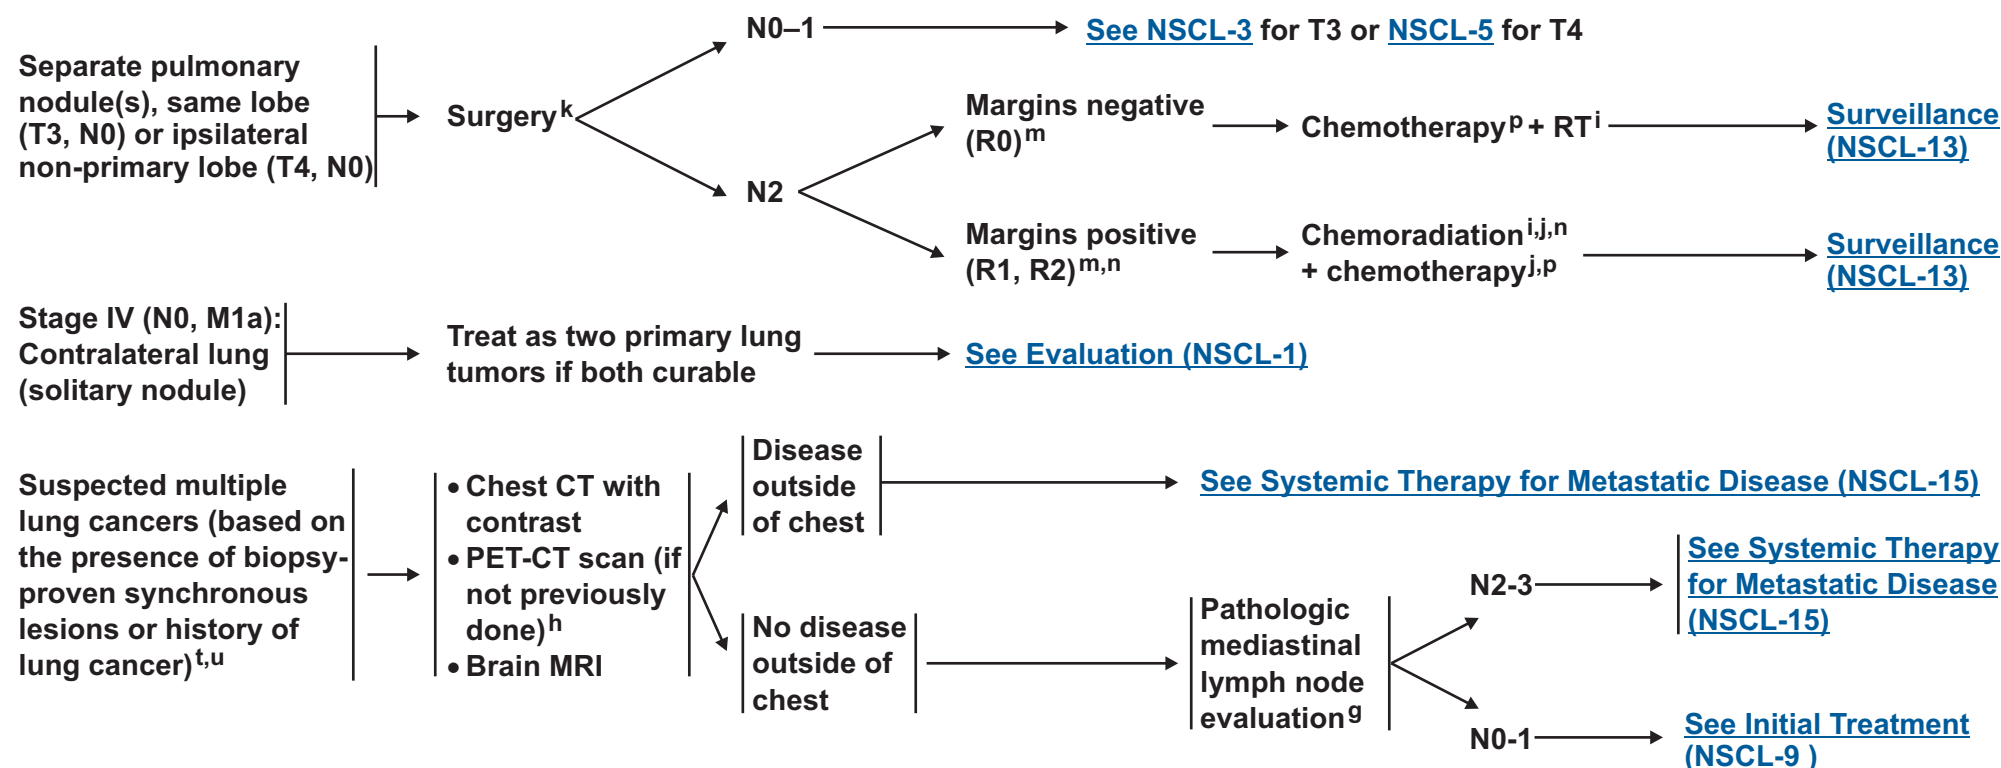 Separate pulmonary
nodule(s), same lobe
(T3, N0) or ipsilateral
non-primary lobe (T4, N0)
Surgery k
N0–1
See NSCL-3 for T3 or NSCL-5 for T4
N2
Margins negative
(R0) m
Chemotherapy p + RT i
Surveillance
(NSCL-13)
Margins positive
(R1, R2) m,n
Chemoradiation i,j,n
+ chemotherapy j,p
Surveillance
(NSCL-13)
Stage IV (N0, M1a):
Contralateral lung
(solitary nodule)
Treat as two primary lung
tumors if both curable
See Evaluation (NSCL-1)
Suspected multiple
lung cancers (based on
the presence of biopsy-
proven synchronous
lesions or history of
lung cancer) t,u
• Chest CT with
contrast
• PET-CT scan (if
not previously
done) h
• Brain MRI
Disease
outside
of chest
See Systemic Therapy for Metastatic Disease (NSCL-15)
No disease
outside of
chest
Pathologic
mediastinal
lymph node
evaluation g
N2-3
See Systemic Therapy
for Metastatic Disease
(NSCL-15)
N0-1
See Initial Treatment
(NSCL-9 )